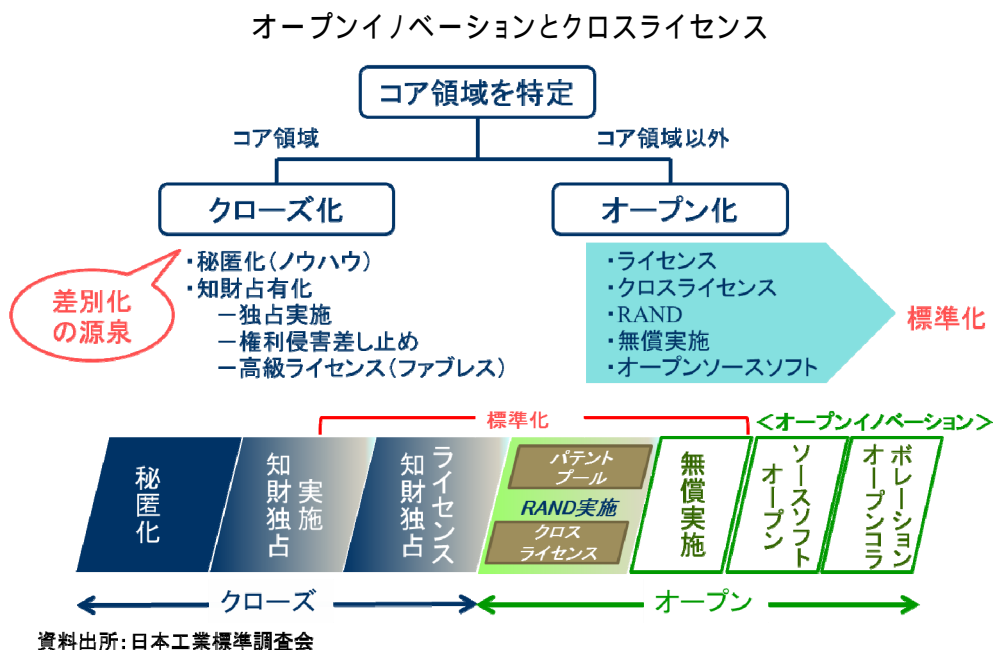 オープンイノベーションとクロスライセンス
コア領域を特定
コア領域
コア領域以外
クローズ化
オープン化
・秘匿化(ノウハウ)
・知財占有化
－独占実施
－権利侵害差し止め
－高級ライセンス(ファブレス)
差別化
の源泉
・ライセンス
・クロスライセンス
・RAND
・無償実施
・オープンソースソフト
標準化
標準化
<オープンイノベーション>
秘匿化
知財独占
実施
知財独占
ライセンス
パテント
プール
RAND実施
クロス
ライセンス
無償実施
オープン
ソースソフト
オープンコラ
ボレーション
クローズ
オープン
資料出所:日本工業標準調査会